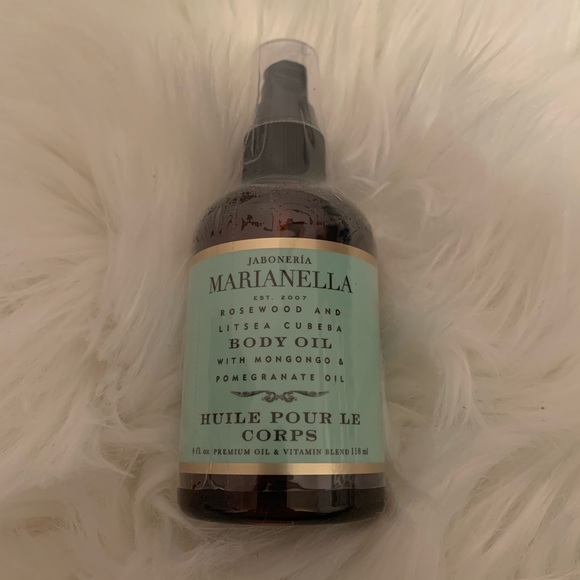 JABONERÍA
MARIANELLA
EST. 2007
ROSEWOOD AND
LITSEA CUBEBA
BODY OIL
WITH MONGONGO &
POMEGRANATE OIL
HUILE POUR LE
CORPS
fl oz PREMIUM OIL & VITAMIN BLEND 118 ml